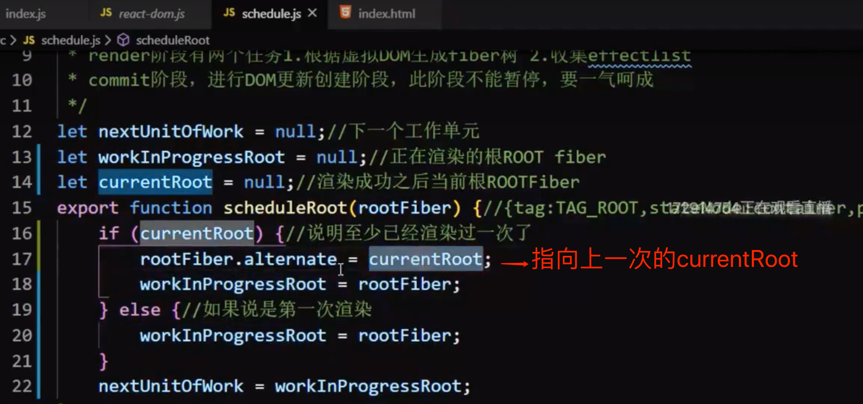 index.js
react-dom.js
schedule.js
index.html
schedule.js > scheduleRoot
9 * render阶段有两个任务1.根据虚拟DOM生成fiber树 2.收集effectlist
10 * commit阶段，进行DOM更新创建阶段，此阶段不能暂停，要一气呵成
11 */
12 let nextUnitOfWork = null;//下一个工作单元
13 let workInProgressRoot = null;//正在渲染的根ROOT fiber
14 let currentRoot = null;//渲染成功之后当前根ROOTFiber
15 export function scheduleRoot(rootFiber) {//{tag:TAG_ROOT, 正在观看直播
16 if (currentRoot) {//说明至少已经渲染过一次了
17 rootFiber.alternate = currentRoot; →指向上一次的currentRoot
18 workInProgressRoot = rootFiber;
19 } else {//如果说是第一次渲染
20 workInProgressRoot = rootFiber;
21 }
22 nextUnitOfWork = workInProgressRoot;